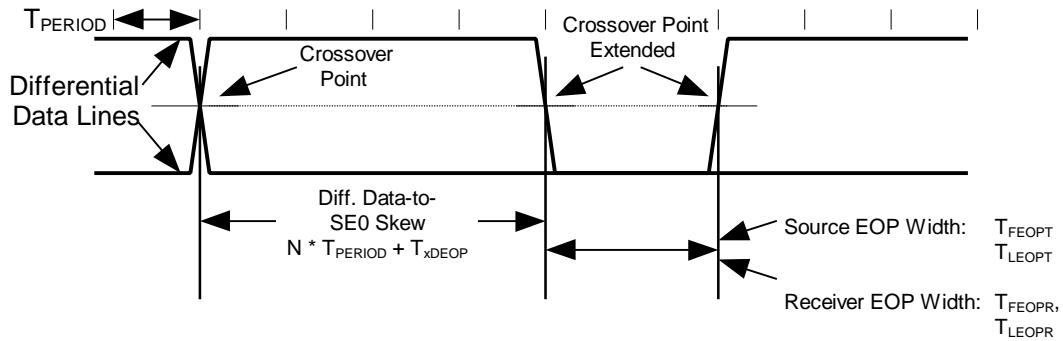 TPERIOD
Differential
Data Lines
Crossover
Point
Crossover Point
Extended
Diff. Data-to-
SE0 Skew
N * TPERIOD + TxDEOP
Source EOP Width: TFEOPT
TLEOPT
Receiver EOP Width: TFEOPR,
TLEOPR